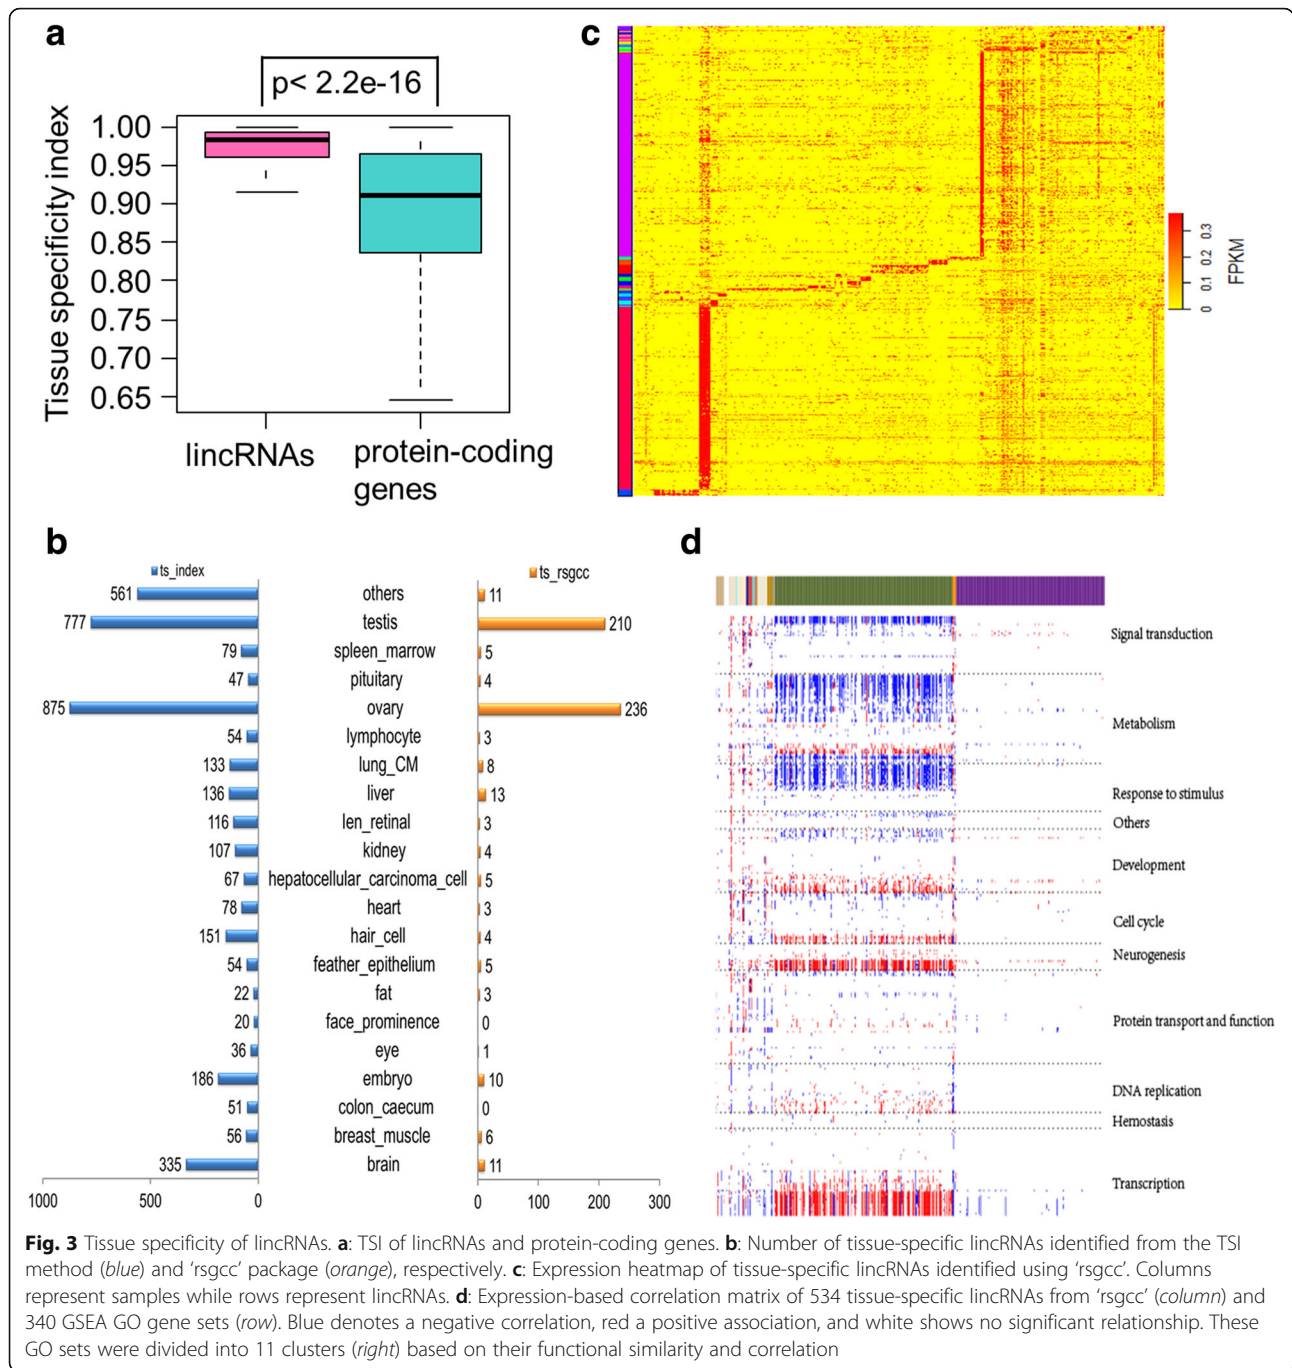 a
p< 2.2e-16
Tissue specificity index
1.00
0.95
0.90
0.85
0.80
0.75
0.70
0.65
lincRNAs
protein-coding
genes
c
0.3
0.2
0.1
0
FPKM
b
ts_index
ts_rsgcc
561 others 11
777 testis 210
79 spleen_marrow 5
47 pituitary 4
875 ovary 236
54 lymphocyte 3
133 lung_CM 8
136 liver 13
116 len_retinal 3
107 kidney 4
67 hepatocellular_carcinoma_cell 5
78 heart 3
151 hair_cell 4
54 feather_epithelium 5
22 fat 3
20 face_prominence 0
36 eye 1
186 embryo 10
51 colon_caecum 0
56 breast_muscle 6
335 brain 11
1000 500 0 0 100 200 300
d
Signal transduction
Metabolism
Response to stimulus
Others
Development
Cell cycle
Neurogenesis
Protein transport and function
DNA replication
Hemostasis
Transcription
Fig. 3 Tissue specificity of lincRNAs. a: TSI of lincRNAs and protein-coding genes. b: Number of tissue-specific lincRNAs identified from the TSI
method (blue) and ‘rsgcc’ package (orange), respectively. c: Expression heatmap of tissue-specific lincRNAs identified using ‘rsgcc’. Columns
represent samples while rows represent lincRNAs. d: Expression-based correlation matrix of 534 tissue-specific lincRNAs from ‘rsgcc’ (column) and
340 GSEA GO gene sets (row). Blue denotes a negative correlation, red a positive association, and white shows no significant relationship. These
GO sets were divided into 11 clusters (right) based on their functional similarity and correlation